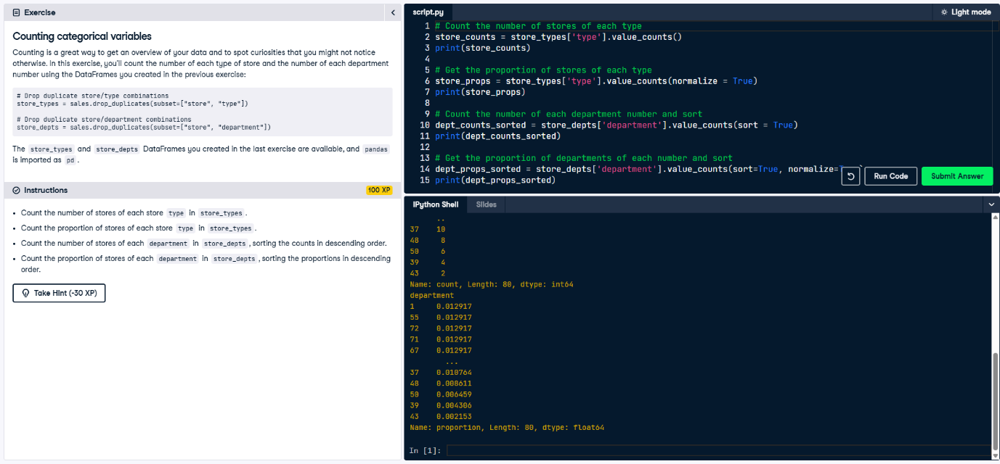 Exercise
Counting categorical variables
Counting is a great way to get an overview of your data and to spot curiosities that you might not notice
otherwise. In this exercise, you'll count the number of each type of store and the number of each department
number using the DataFrames you created in the previous exercise:
# Drop duplicate store/type combinations
store_types = sales.drop_duplicates(subset=["store", "type"])
# Drop duplicate store/department combinations
store_depts = sales.drop_duplicates(subset=["store", "department"])
The store_types and store_depts DataFrames you created in the last exercise are available, and pandas
is imported as pd .
Instructions
100 XP
• Count the number of stores of each store type in store_types .
• Count the proportion of stores of each store type in store_types .
• Count the number of stores of each department in store_depts , sorting the counts in descending order.
• Count the proportion of stores of each department in store_depts , sorting the proportions in descending
order.
Take Hint (-30 XP)
script.py
Light mode
1 # Count the number of stores of each type
2 store_counts = store_types['type'].value_counts()
3 print(store_counts)
4
5 # Get the proportion of stores of each type
6 store_props = store_types['type'].value_counts(normalize = True)
7 print(store_props)
8
9 # Count the number of each department number and sort
10 dept_counts_sorted = store_depts['department'].value_counts(sort = True)
11 print(dept_counts_sorted)
12
13 # Get the proportion of departments of each number and sort
14 dept_props_sorted = store_depts['department'].value_counts(sort=True, normalize=
15 print(dept_props_sorted)
Run Code
Submit Answer
IPython Shell
Slides
..
37 10
48 8
50 6
39 4
43 2
Name: count, Length: 80, dtype: int64
department
1 0.012917
55 0.012917
72 0.012917
71 0.012917
67 0.012917
...
37 0.010764
48 0.008611
50 0.006459
39 0.004306
43 0.002153
Name: proportion, Length: 80, dtype: float64
In [1]: